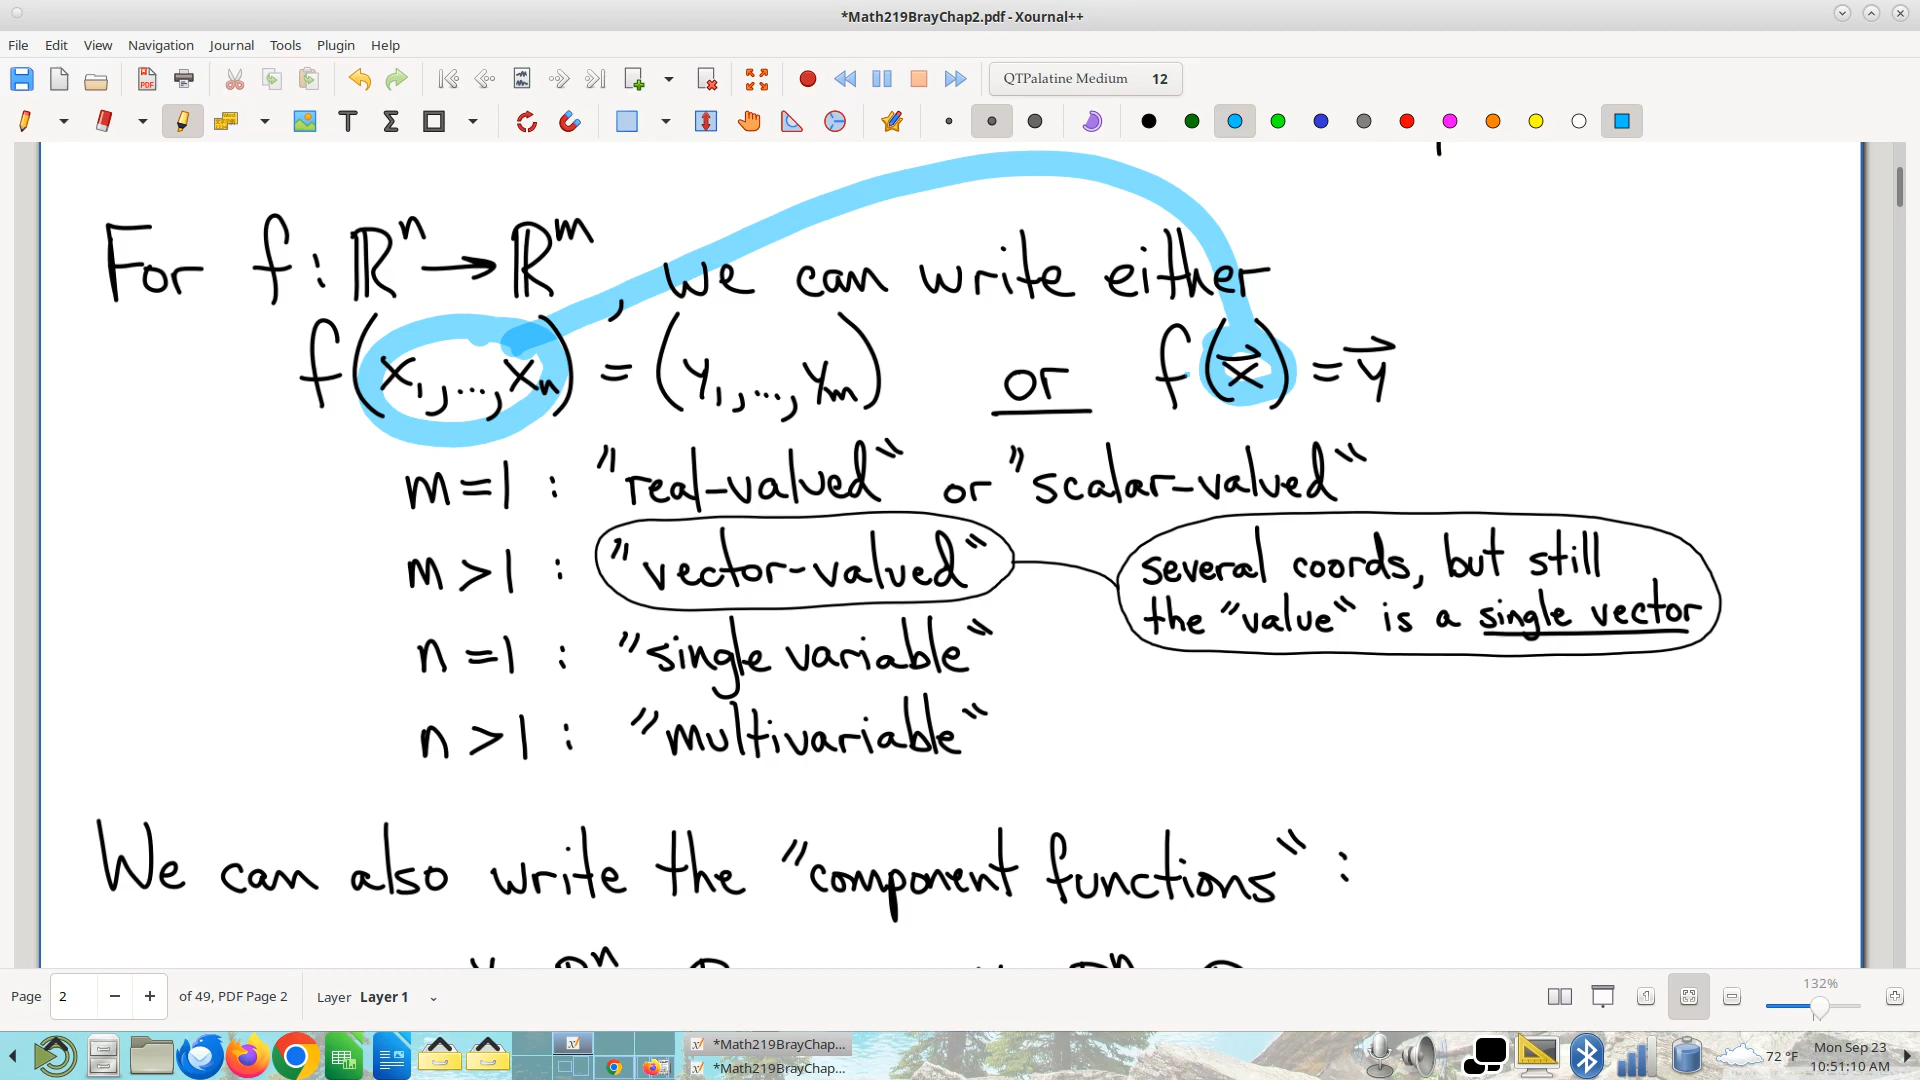 *Math219BrayChap2.pdf - Xournal++
File Edit View Navigation Journal Tools Plugin Help
QTPalatine Medium 12
For f : ℝⁿ → ℝᵐ, we can write either
f(x₁,...,xₙ) = (y₁,...,yₘ) or f(x⃗) = y⃗
m=1 : "real-valued" or "scalar-valued"
m>1 : "vector-valued"
several coords, but still
the "value" is a single vector
n=1 : "single variable"
n>1 : "multivariable"
We can also write the "component functions" :
Page 2 of 49, PDF Page 2 Layer Layer 1
132%
*Math219BrayChap...
*Math219BrayChap...
72 °F
Mon Sep 23
10:51:10 AM